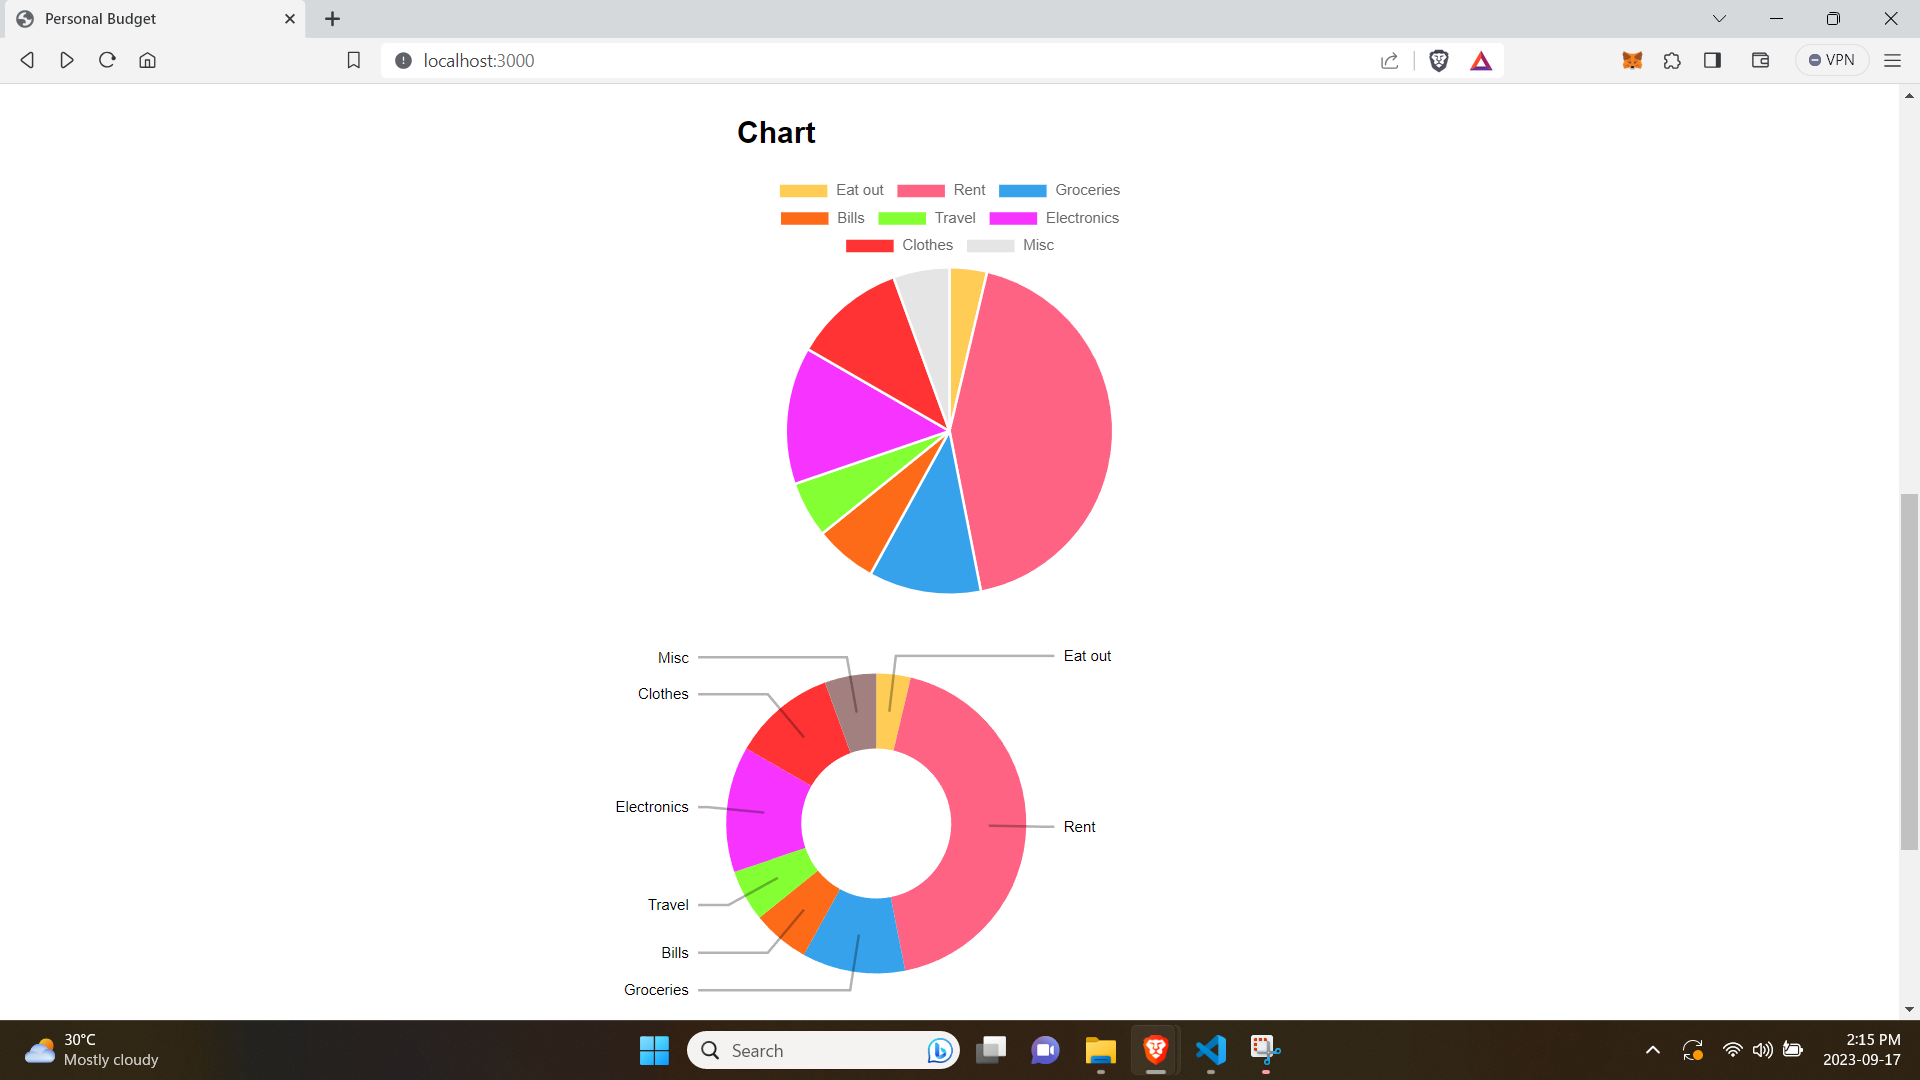 Personal Budget
localhost:3000
VPN
Chart
Eat out Rent Groceries
Bills Travel Electronics
Clothes Misc
Misc Eat out
Clothes
Electronics
Rent
Travel
Bills
Groceries
30°C
Mostly cloudy
Search
2:15 PM
2023-09-17